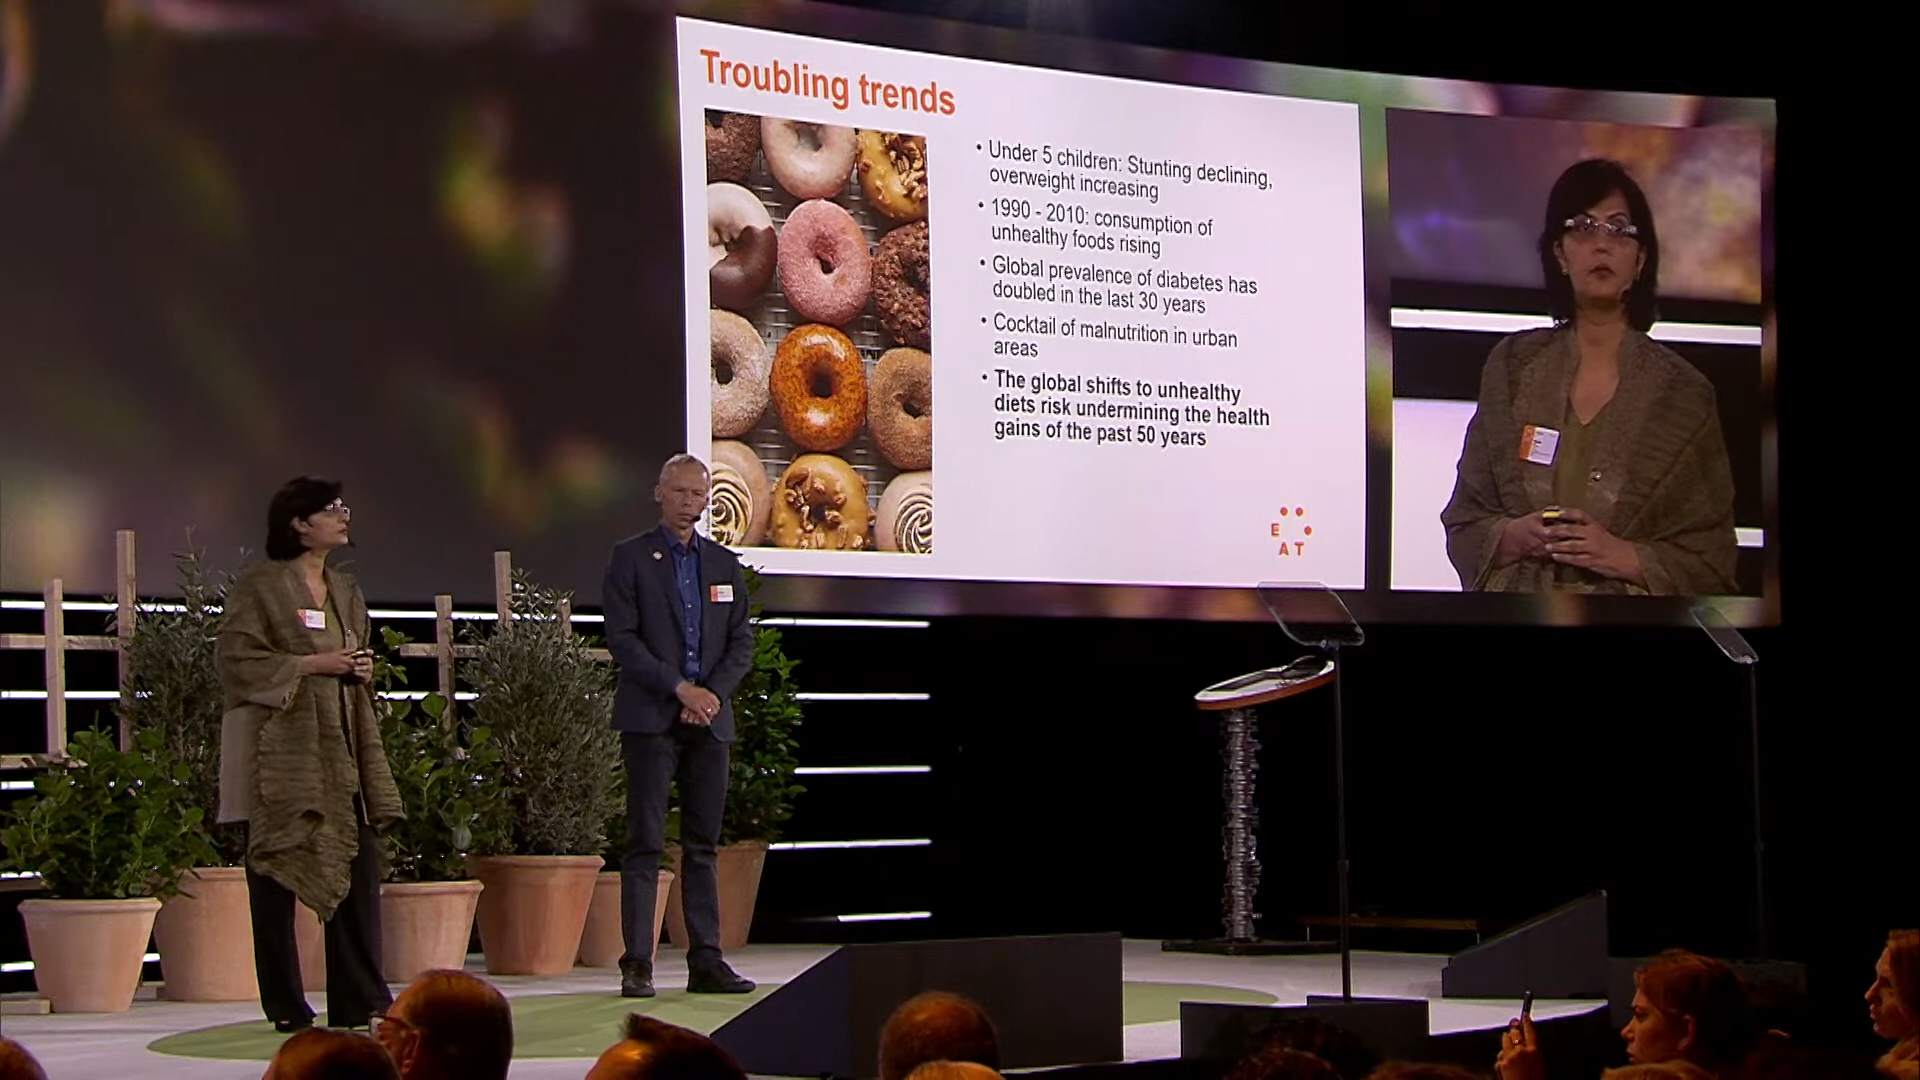 Troubling trends
• Under 5 children: Stunting declining,
overweight increasing
• 1990 - 2010: consumption of
unhealthy foods rising
• Global prevalence of diabetes has
doubled in the last 30 years
• Cocktail of malnutrition in urban
areas
• The global shifts to unhealthy
diets risk undermining the health
gains of the past 50 years
E
A T